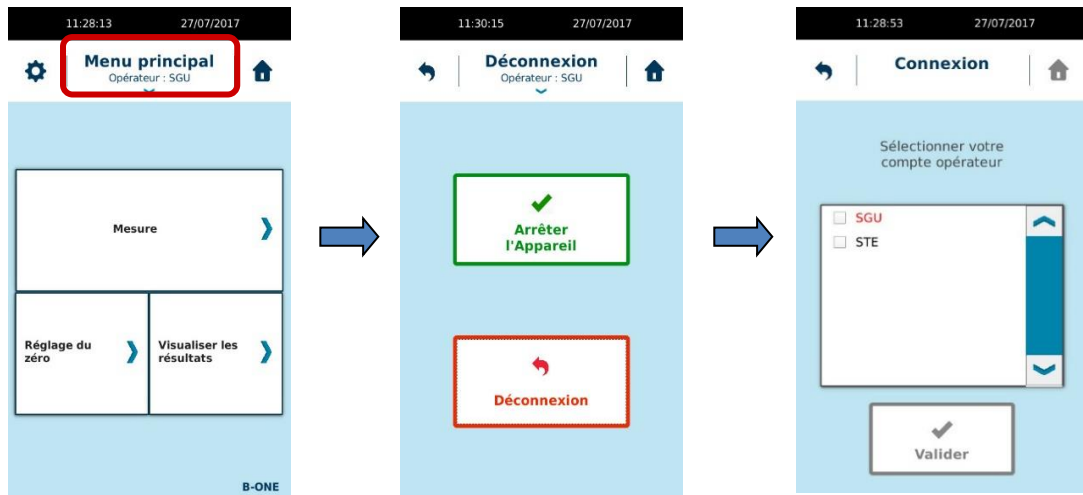 11:28:13 27/07/2017
Menu principal
Opérateur : SGU
Mesure
Réglage du
zéro
Visualiser les
résultats
B-ONE
11:30:15 27/07/2017
Déconnexion
Opérateur : SGU
Arrêter
l'Appareil
Déconnexion
11:28:53 27/07/2017
Connexion
Sélectionner votre
compte opérateur
SGU
STE
Valider